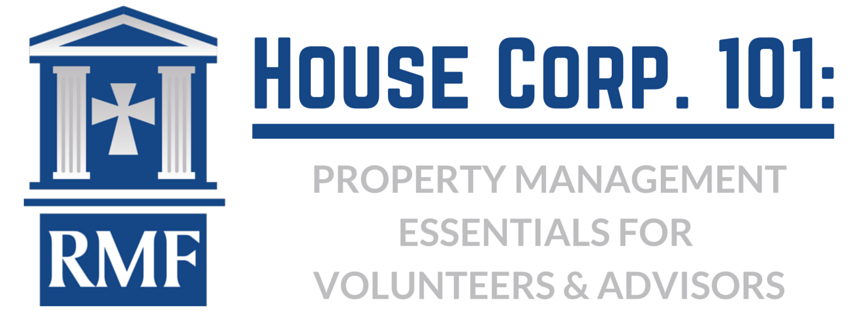 RMF
HOUSE CORP. 101:
PROPERTY MANAGEMENT
ESSENTIALS FOR
VOLUNTEERS & ADVISORS